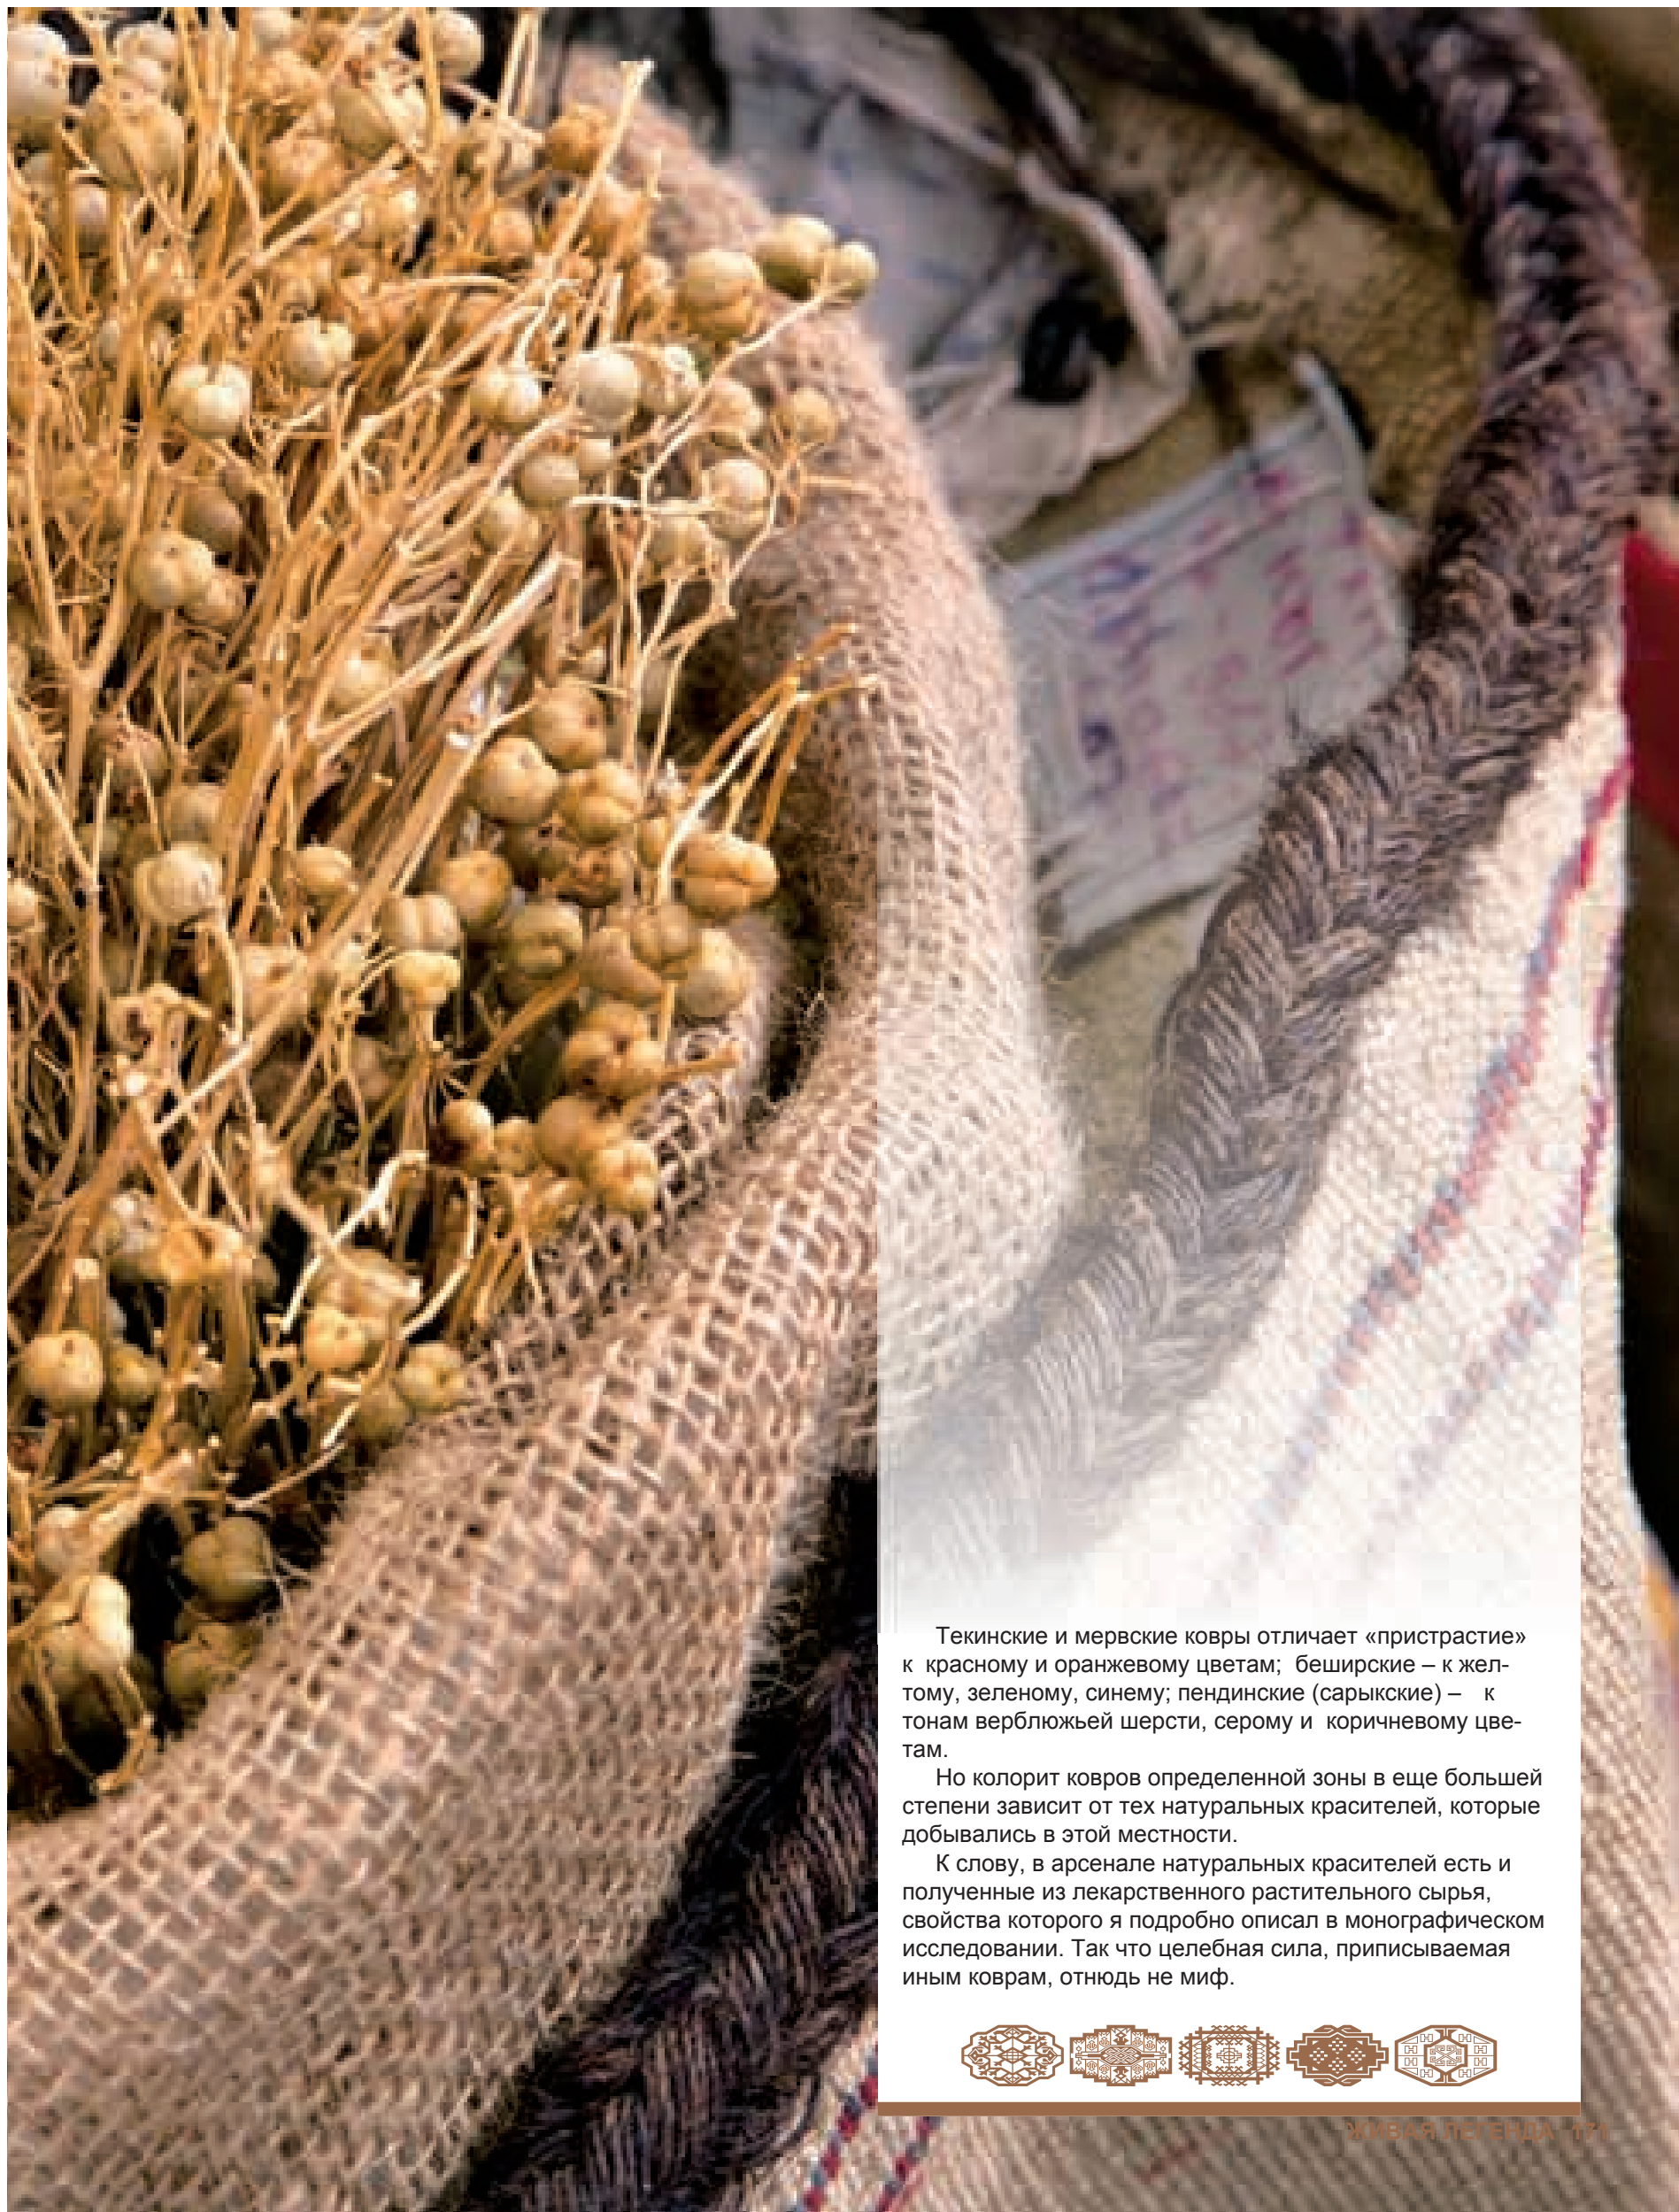 Текинские и мервские ковры отличает «пристрастие»
к красному и оранжевому цветам; беширские – к жел-
тому, зеленому, синему; пендинские (сарыкские) – к
тонам верблюжьей шерсти, серому и коричневому цве-
там.
Но колорит ковров определенной зоны в еще большей
степени зависит от тех натуральных красителей, которые
добывались в этой местности.
К слову, в арсенале натуральных красителей есть и
полученные из лекарственного растительного сырья,
свойства которого я подробно описал в монографическом
исследовании. Так что целебная сила, приписываемая
иным коврам, отнюдь не миф.
ЖИВАЯ ЛЕГЕНДА 171